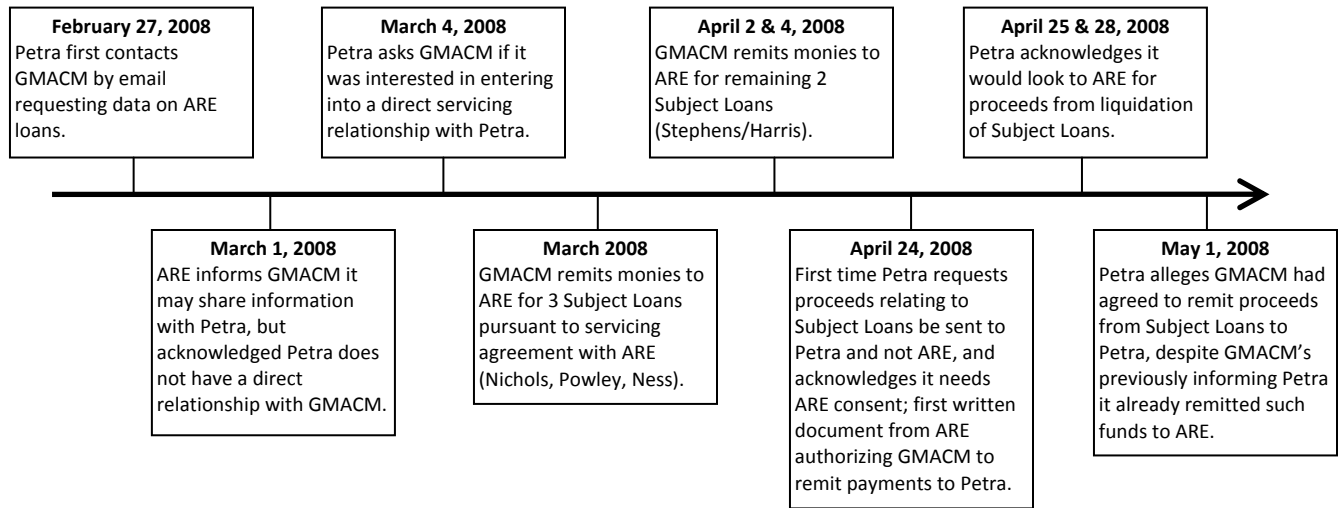 February 27, 2008
Petra first contacts
GMACM by email
requesting data on ARE
loans.
March 1, 2008
ARE informs GMACM it
may share information
with Petra, but
acknowledged Petra does
not have a direct
relationship with GMACM.
March 4, 2008
Petra asks GMACM if it
was interested in entering
into a direct servicing
relationship with Petra.
March 2008
GMACM remits monies to
ARE for 3 Subject Loans
pursuant to servicing
agreement with ARE
(Nichols, Powley, Ness).
April 2 & 4, 2008
GMACM remits monies to
ARE for remaining 2
Subject Loans
(Stephens/Harris).
April 24, 2008
First time Petra requests
proceeds relating to
Subject Loans be sent to
Petra and not ARE, and
acknowledges it needs
ARE consent; first written
document from ARE
authorizing GMACM to
remit payments to Petra.
April 25 & 28, 2008
Petra acknowledges it
would look to ARE for
proceeds from liquidation
of Subject Loans.
May 1, 2008
Petra alleges GMACM had
agreed to remit proceeds
from Subject Loans to
Petra, despite GMACM’s
previously informing Petra
it already remitted such
funds to ARE.